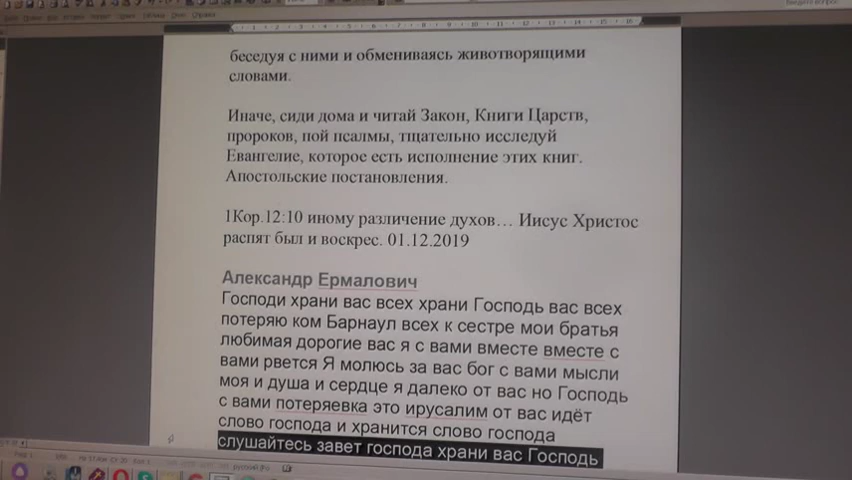 беседуя с ними и обмениваясь животворящими
словами.
Иначе, сиди дома и читай Закон, Книги Царств,
пророков, пой псалмы, тщательно исследуй
Евангелие, которое есть исполнение этих книг.
Апостольские постановления.
1Кор.12:10 иному различение духов… Иисус Христос
распят был и воскрес. 01.12.2019
Александр Ермалович
Господи храни вас всех храни Господь вас всех
потеряю ком Барнаул всех к сестре мои братья
любимая дорогие вас я с вами вместе вместе с
вами рвется Я молюсь за вас бог с вами мысли
моя и душа и сердце я далеко от вас но Господь
с вами потеряевка это ирусалим от вас идёт
слово господа и хранится слово господа
слушайтесь завет господа храни вас Господь